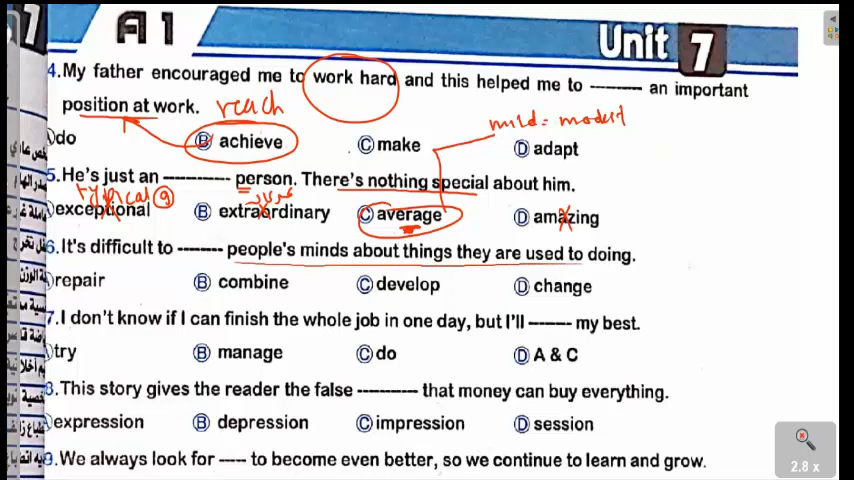 A 1
Unit 7
4.My father encouraged me to work hard and this helped me to -------- an important
position at work. reach
do B achieve C make D adapt
mild = modest
5.He's just an ---------- person. There's nothing special about him.
typical
exceptional B extraordinary C average D amazing
6.It's difficult to -------- people's minds about things they are used to doing.
repair B combine C develop D change
7.I don't know if I can finish the whole job in one day, but I'll ------- my best.
try B manage C do D A & C
8.This story gives the reader the false ---------- that money can buy everything.
expression B depression C impression D session
9.We always look for ----- to become even better, so we continue to learn and grow.
2.8 x